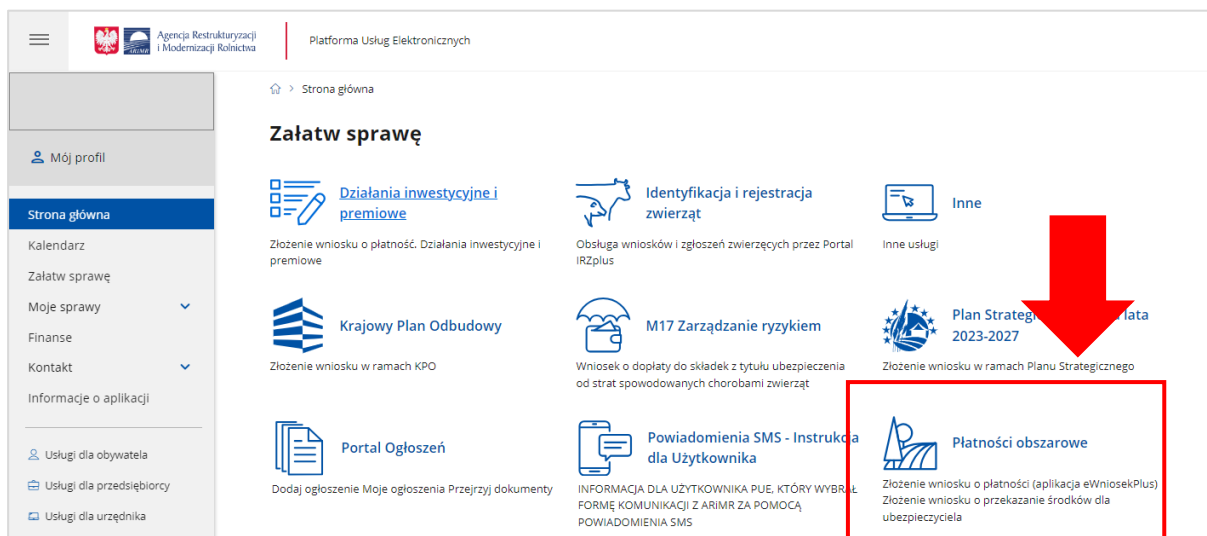 ARiMR
Agencja Restrukturyzacji
i Modernizacji Rolnictwa
Platforma Usług Elektronicznych
Strona główna
Mój profil
Strona główna
Kalendarz
Załatw sprawę
Moje sprawy
Finanse
Kontakt
Informacje o aplikacji
Usługi dla obywatela
Usługi dla przedsiębiorcy
Usługi dla urzędnika
Załatw sprawę
Działania inwestycyjne i
premiowe
Złożenie wniosku o płatność. Działania inwestycyjne i
premiowe
Identyfikacja i rejestracja
zwierząt
Obsługa wniosków i zgłoszeń zwierzęcych przez Portal
IRZplus
Inne
Inne usługi
Krajowy Plan Odbudowy
Złożenie wniosku w ramach KPO
M17 Zarządzanie ryzykiem
Wniosek o dopłaty do składek z tytułu ubezpieczenia
od strat spowodowanych chorobami zwierząt
Plan Strateg lata
2023-2027
Złożenie wniosku w ramach Planu Strategicznego
Portal Ogłoszeń
Dodaj ogłoszenie Moje ogłoszenia Przejrzyj dokumenty
Powiadomienia SMS - Instrukcja
dla Użytkownika
INFORMACJA DLA UŻYTKOWNIKA PUE, KTÓRY WYBRAŁ
FORMĘ KOMUNIKACJI Z ARiMR ZA POMOCĄ
POWIADOMIENIA SMS
Płatności obszarowe
Złożenie wniosku o płatności (aplikacja eWniosekPlus)
Złożenie wniosku o przekazanie środków dla
ubezpieczyciela